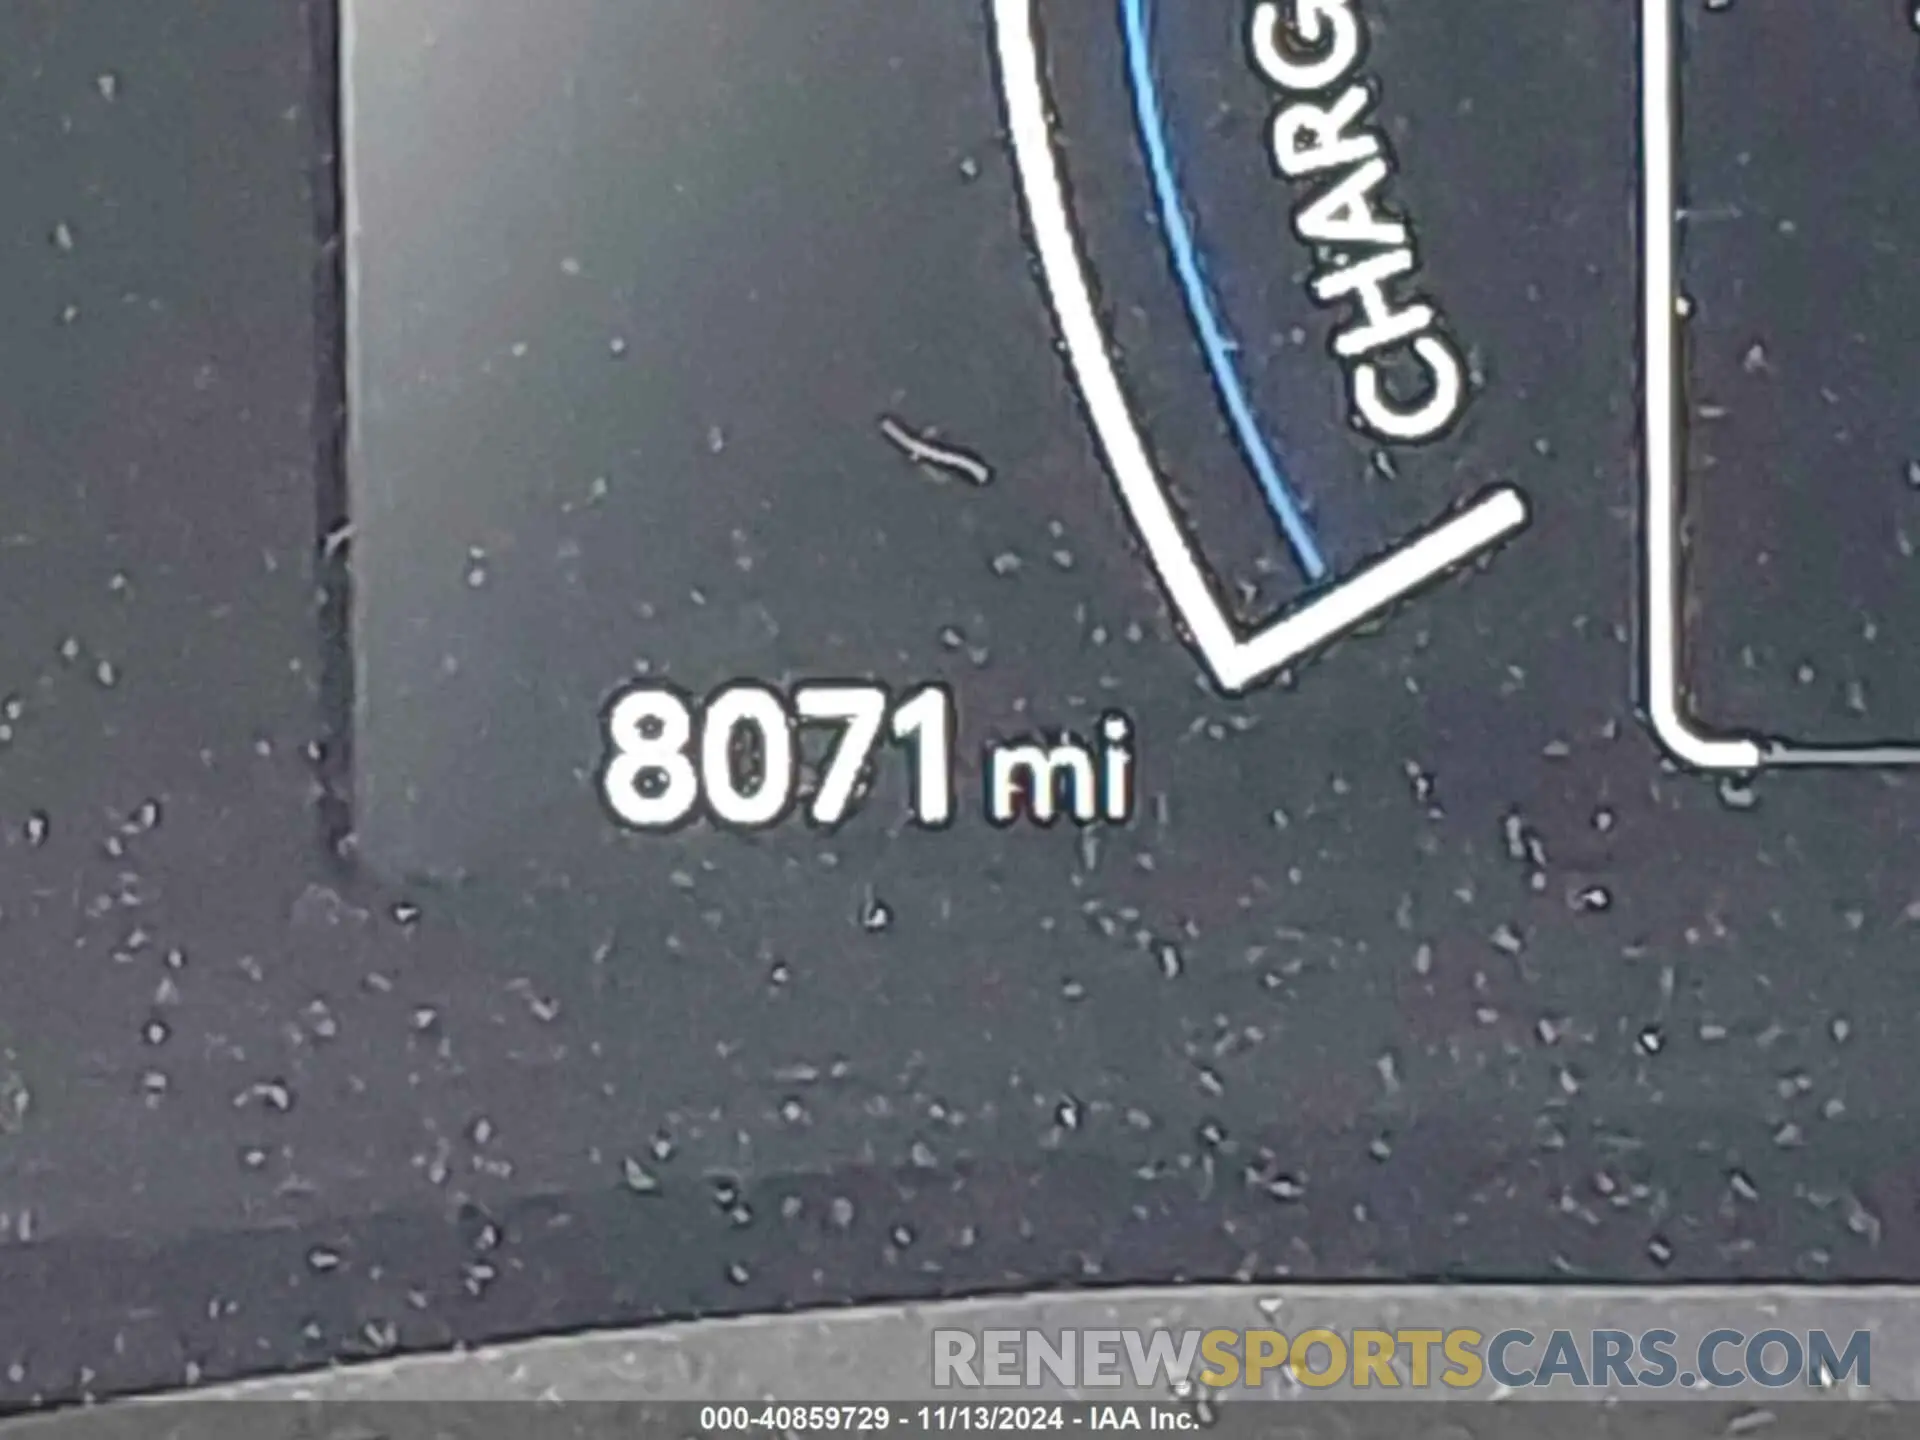 CHARG
8071 mi
RENEWSPORTSCARS.COM
000-40859729 - 11/13/2024 - IAA Inc.